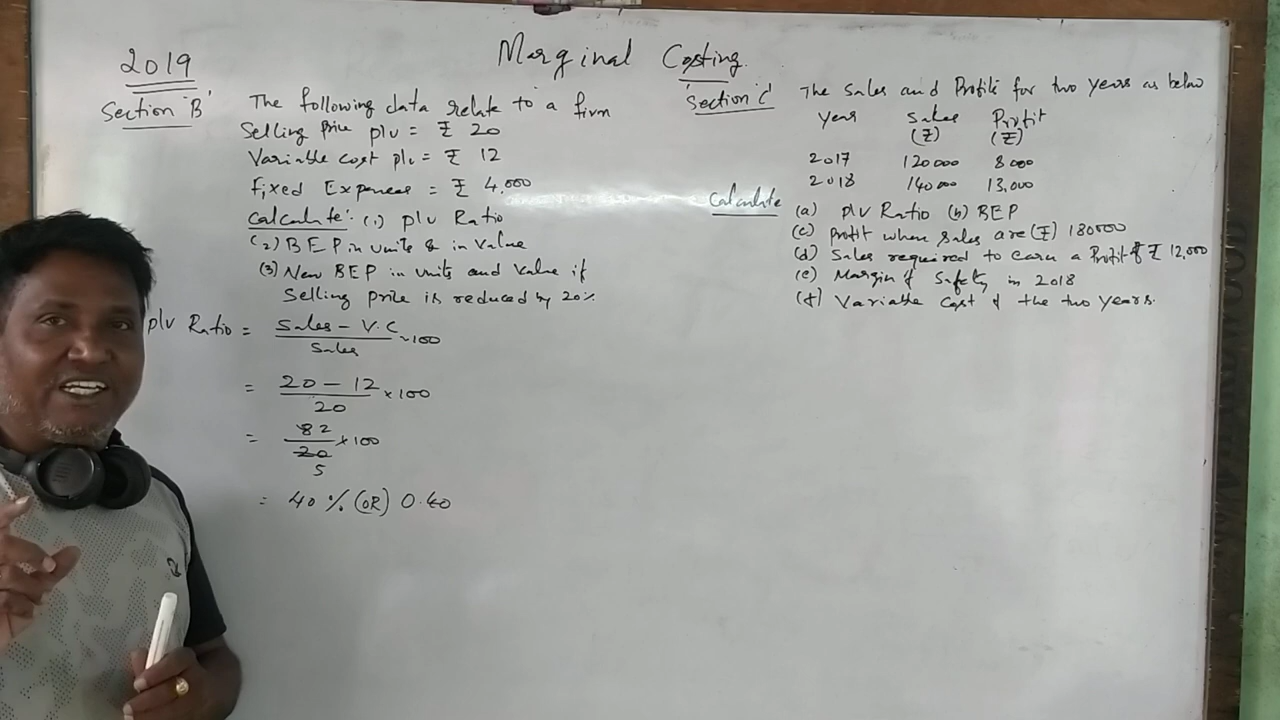 Marginal Costing.
2019
Section 'B'
The following data relate to a firm
Selling Price p/u = ₹ 20
Variable cost p/u = ₹ 12
Fixed Expenses = ₹ 4,000
Calculate: (1) p/v Ratio
(2) BEP in units & in value
(3) New BEP in units and value if
Selling price is reduced by 20%
p/v Ratio = Sales - V.C / Sales × 100
= 20 - 12 / 20 × 100
= 8 2 / 20 5 × 100
= 40 % (OR) 0.40
'Section 'C'
The Sales and Profits for two years as below
Year Sales (₹) Profit (₹)
2017 120000 8000
2018 140000 13,000
Calculate
(a) p/v Ratio (b) BEP
(c) Profit when sales are (₹) 180000
(d) Sales required to earn a Profit of ₹ 12,000
(e) Margin of Safety in 2018
(f) Variable Cost of the two years.